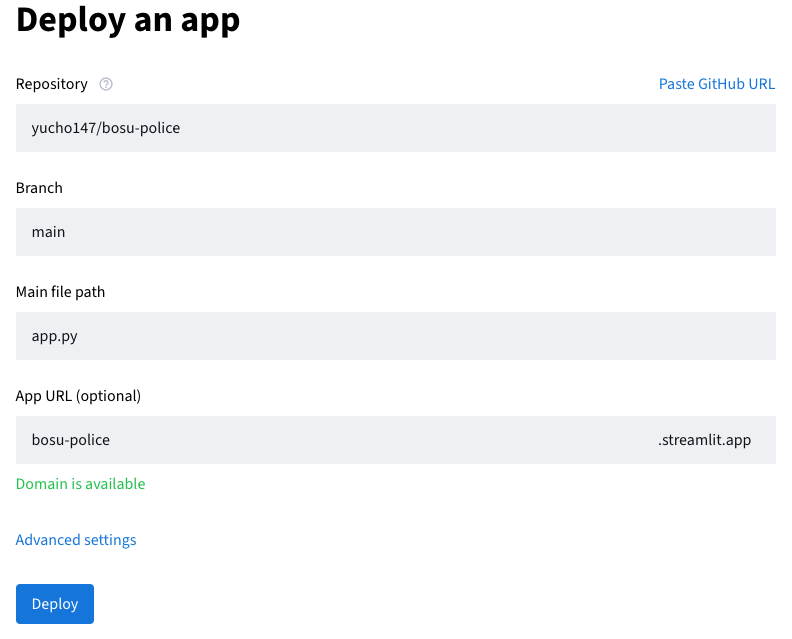 Deploy an app
Repository
Paste GitHub URL
yucho147/bosu-police
Branch
main
Main file path
app.py
App URL (optional)
bosu-police
.streamlit.app
Domain is available
Advanced settings
Deploy